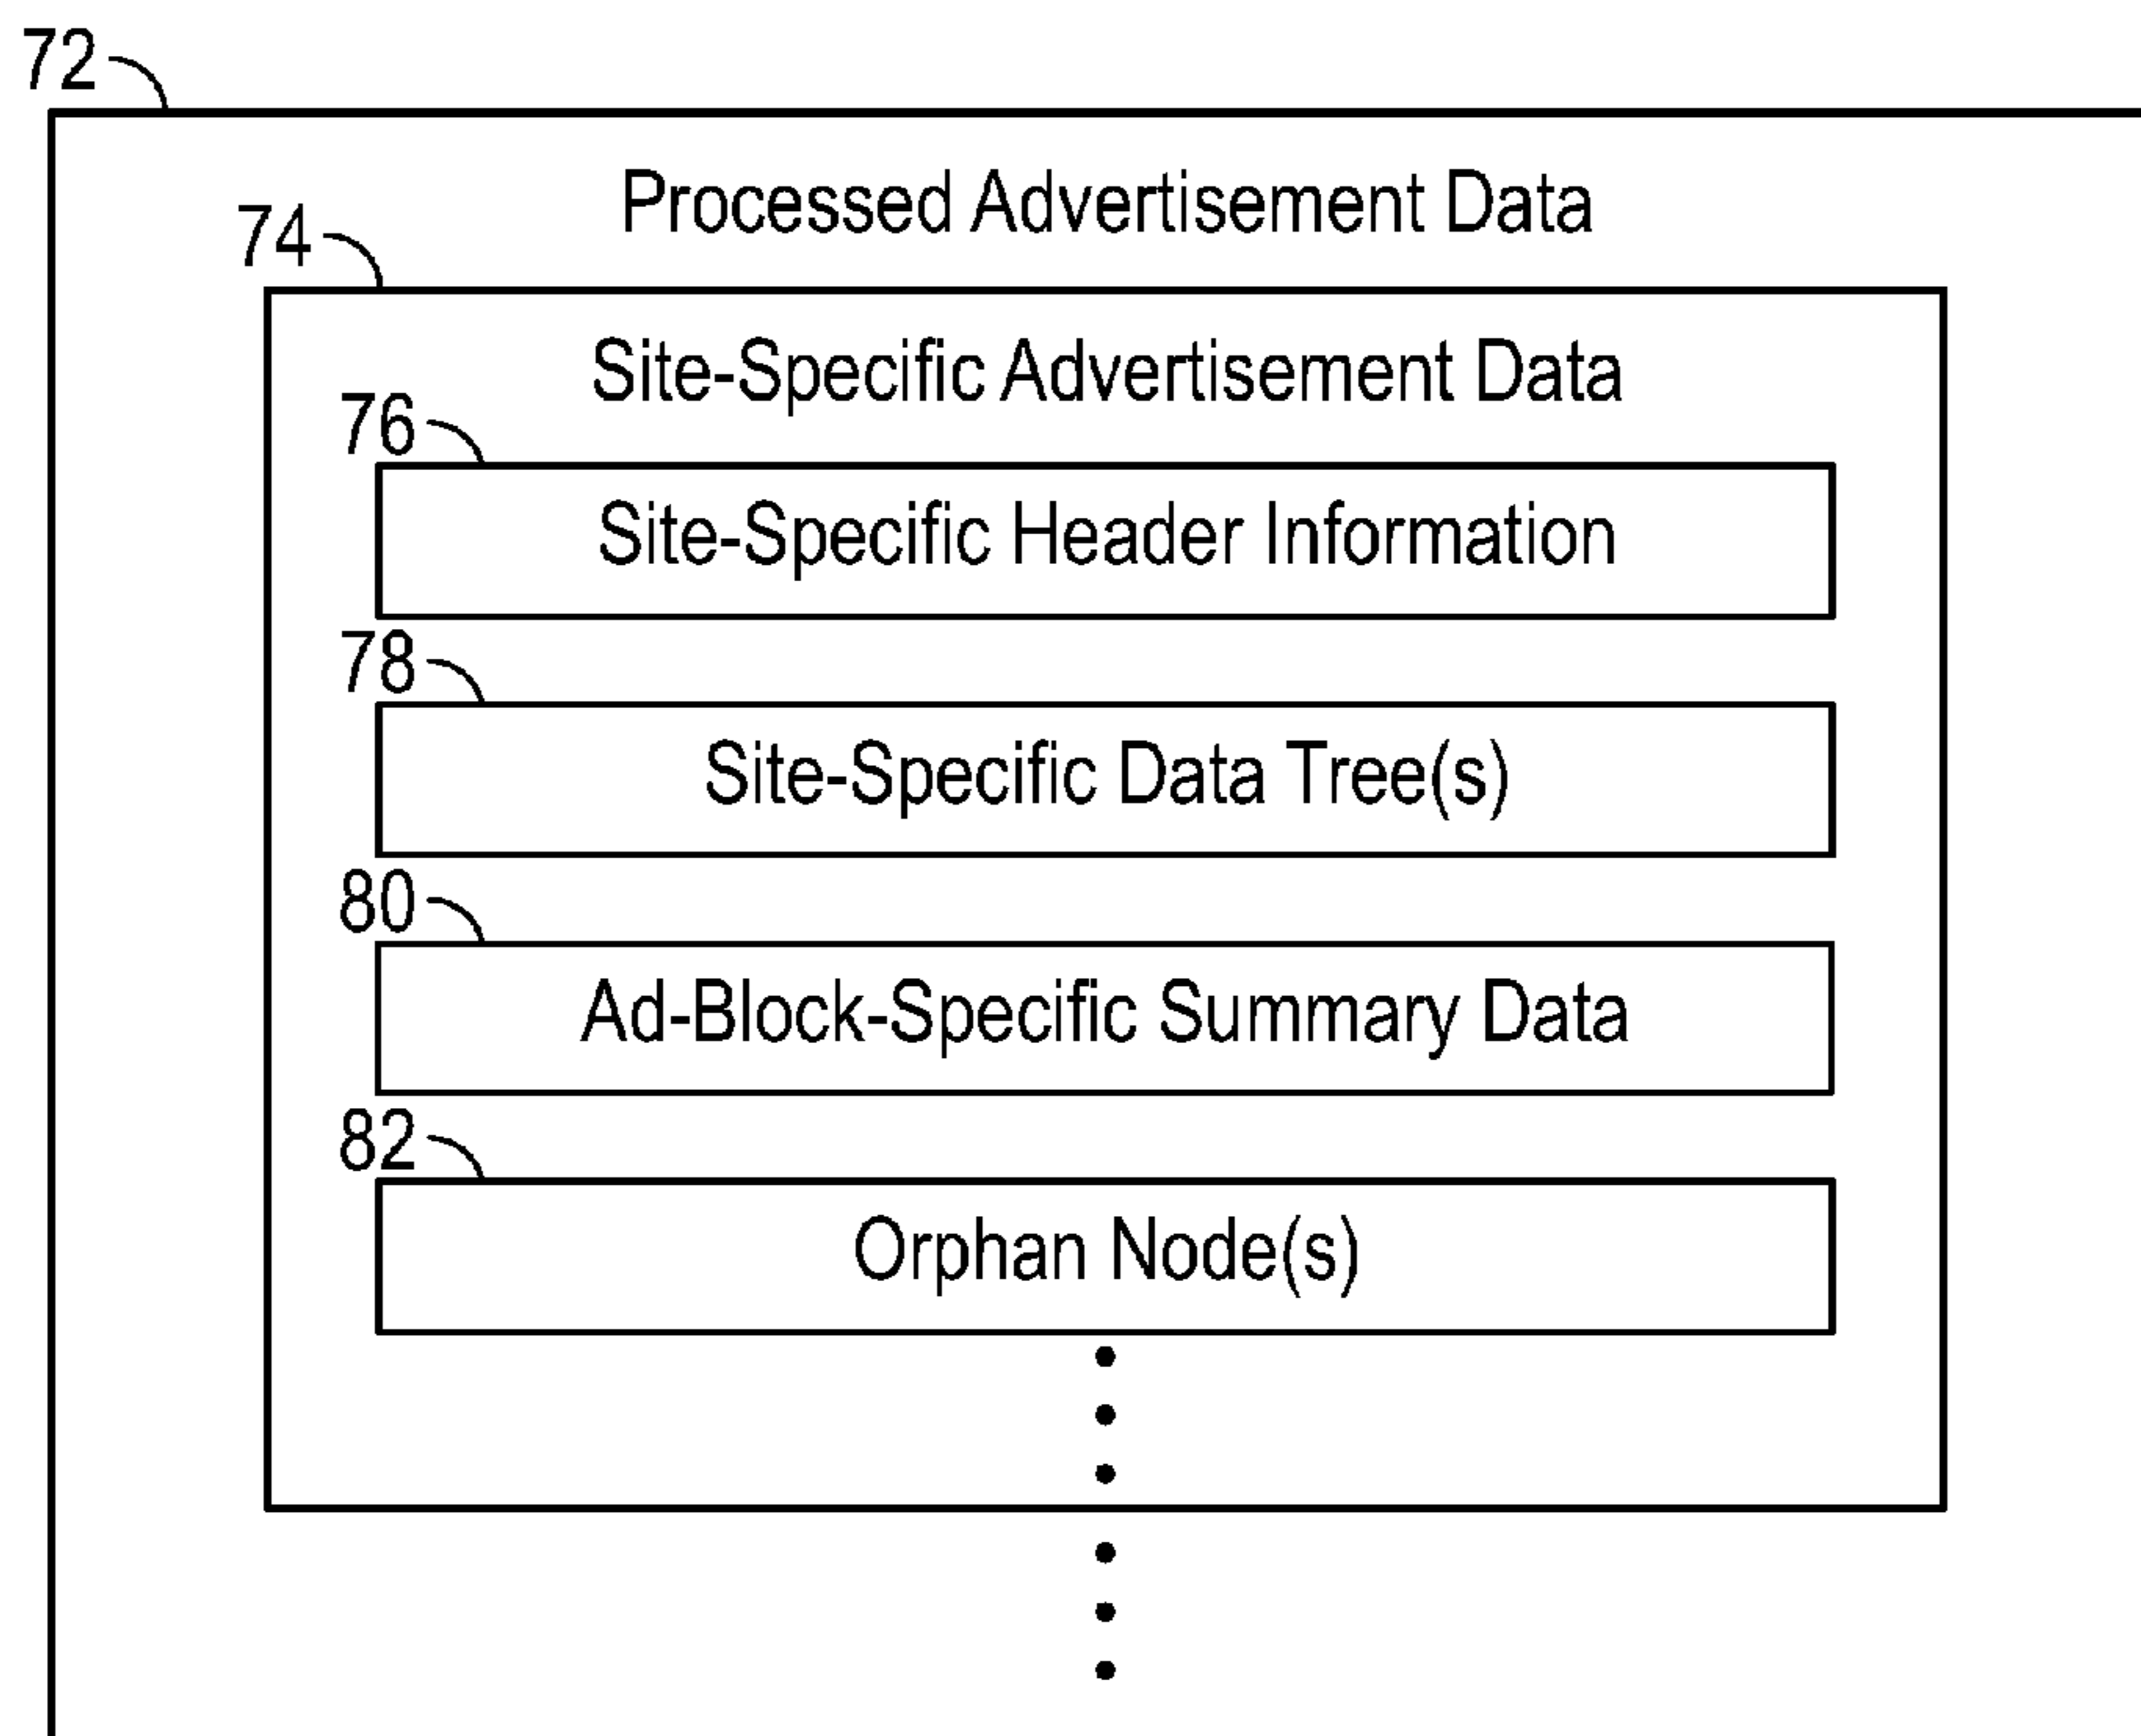 72
Processed Advertisement Data
74
Site-Specific Advertisement Data
76
Site-Specific Header Information
78
Site-Specific Data Tree(s)
80
Ad-Block-Specific Summary Data
82
Orphan Node(s)